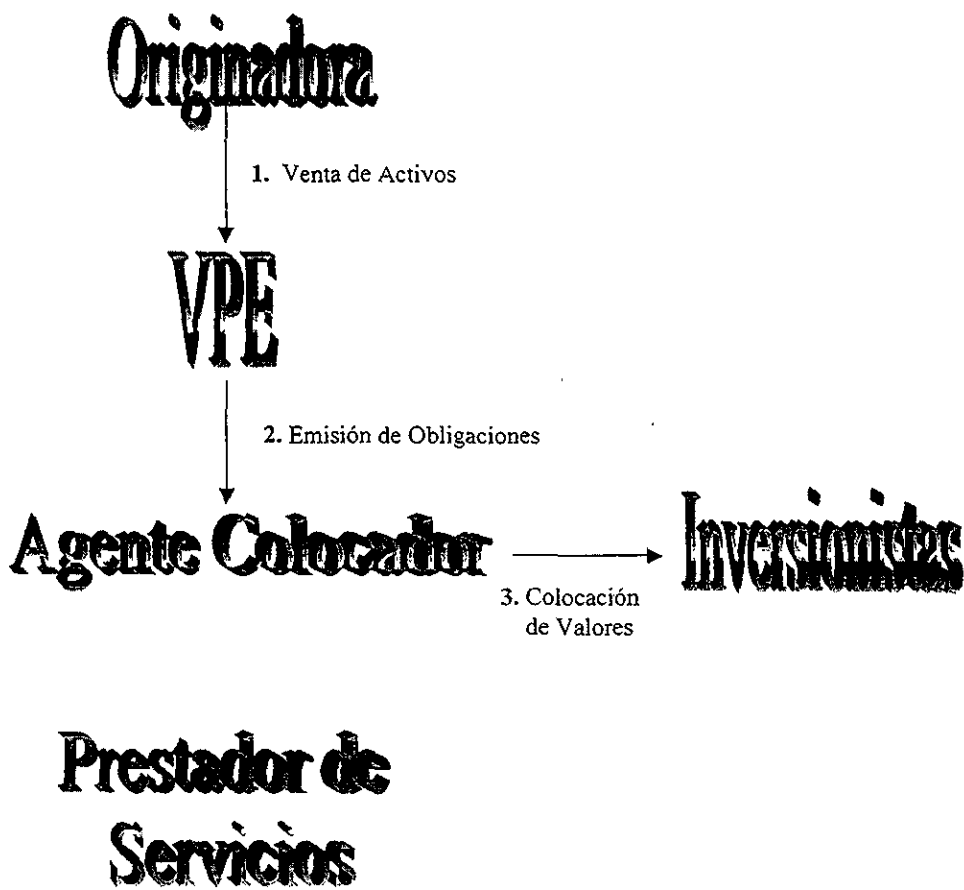 Originadora
1. Venta de Activos
VPE
2. Emisión de Obligaciones
Agente Colocador
Inversionistas
3. Colocación
de Valores
Prestador de
Servicios